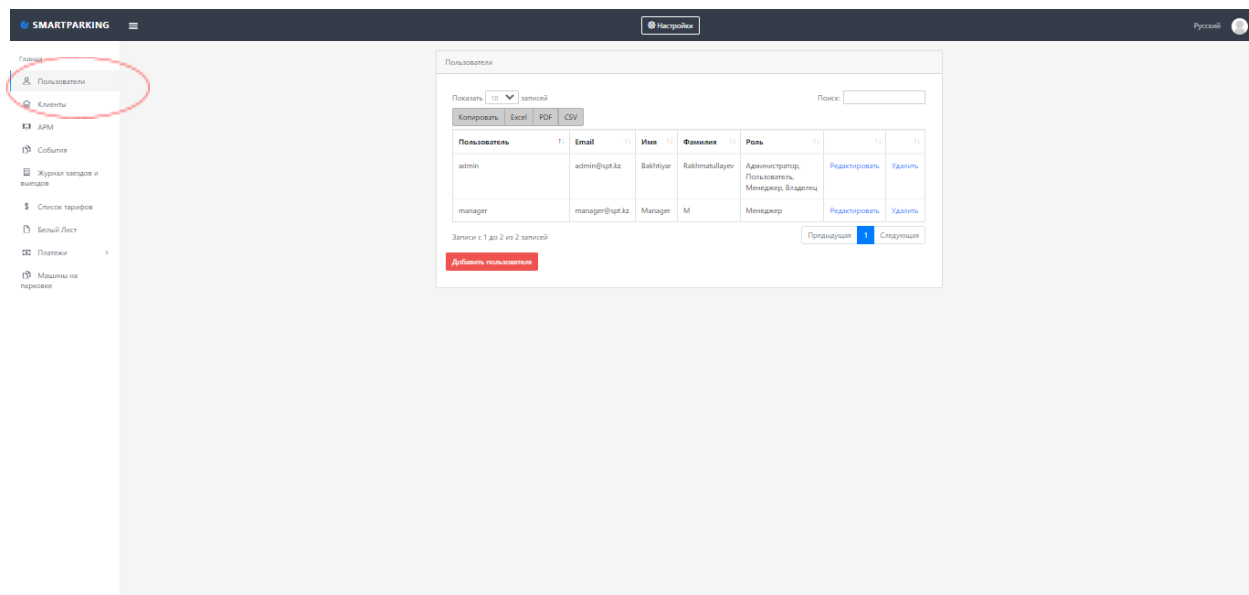 SMARTPARKING
Настройки
Русский
Главная
Пользователи
Клиенты
АРМ
События
Журнал заездов и
выездов
Список тарифов
Белый Лист
Платежи
Машины на
парковке
Пользователи
Показать 10 записей
Поиск:
Копировать Excel PDF CSV
Пользователь Email Имя Фамилия Роль
admin admin@spt.kz Bakhtiyar Rakhmatullayev Администратор, Редактировать Удалить
Пользователь,
Менеджер, Владелец
manager manager@spt.kz Manager M Менеджер Редактировать Удалить
Записи с 1 до 2 из 2 записей
Предыдущая 1 Следующая
Добавить пользователя